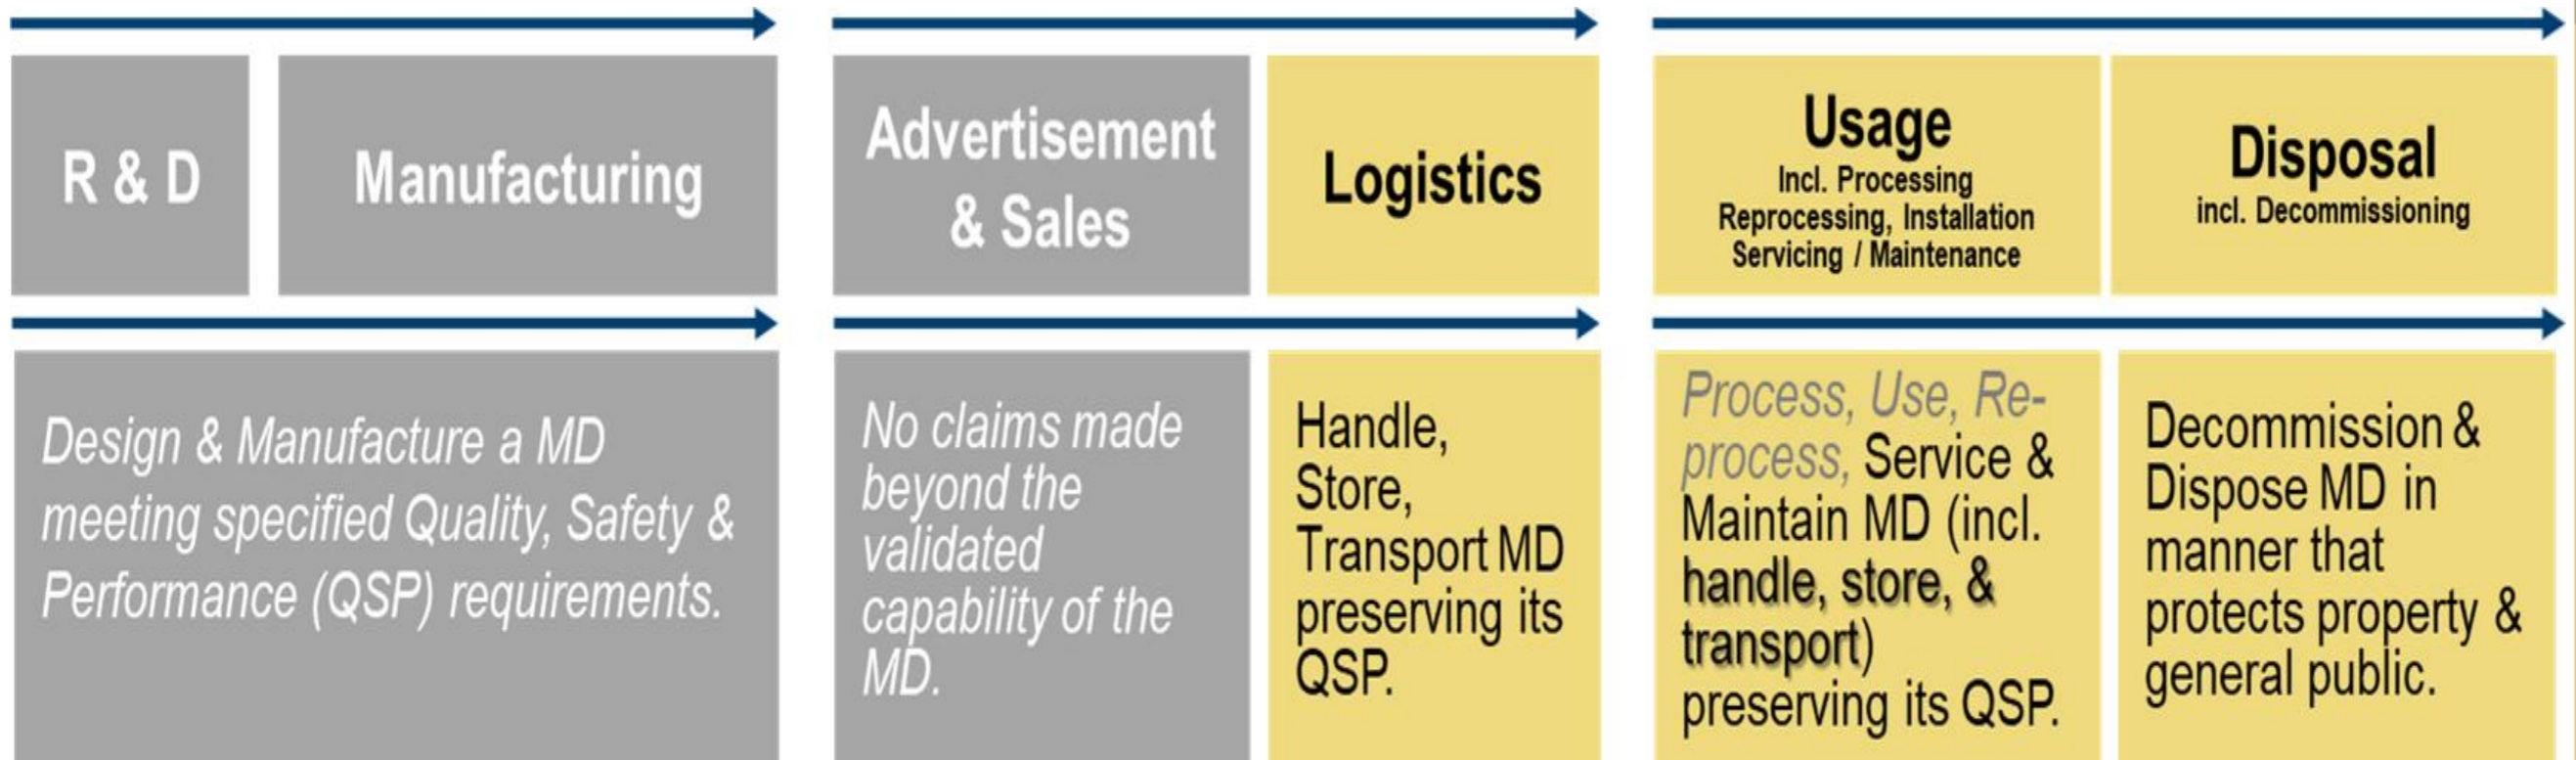 R & D
Manufacturing
Advertisement
& Sales
Logistics
Usage
Incl. Processing
Reprocessing, Installation
Servicing / Maintenance
Disposal
incl. Decommissioning
Design & Manufacture a MD
meeting specified Quality, Safety &
Performance (QSP) requirements.
No claims made
beyond the
validated
capability of the
MD.
Handle,
Store,
Transport MD
preserving its
QSP.
Process, Use, Re-
process, Service &
Maintain MD (incl.
handle, store, &
transport)
preserving its QSP.
Decommission &
Dispose MD in
manner that
protects property &
general public.